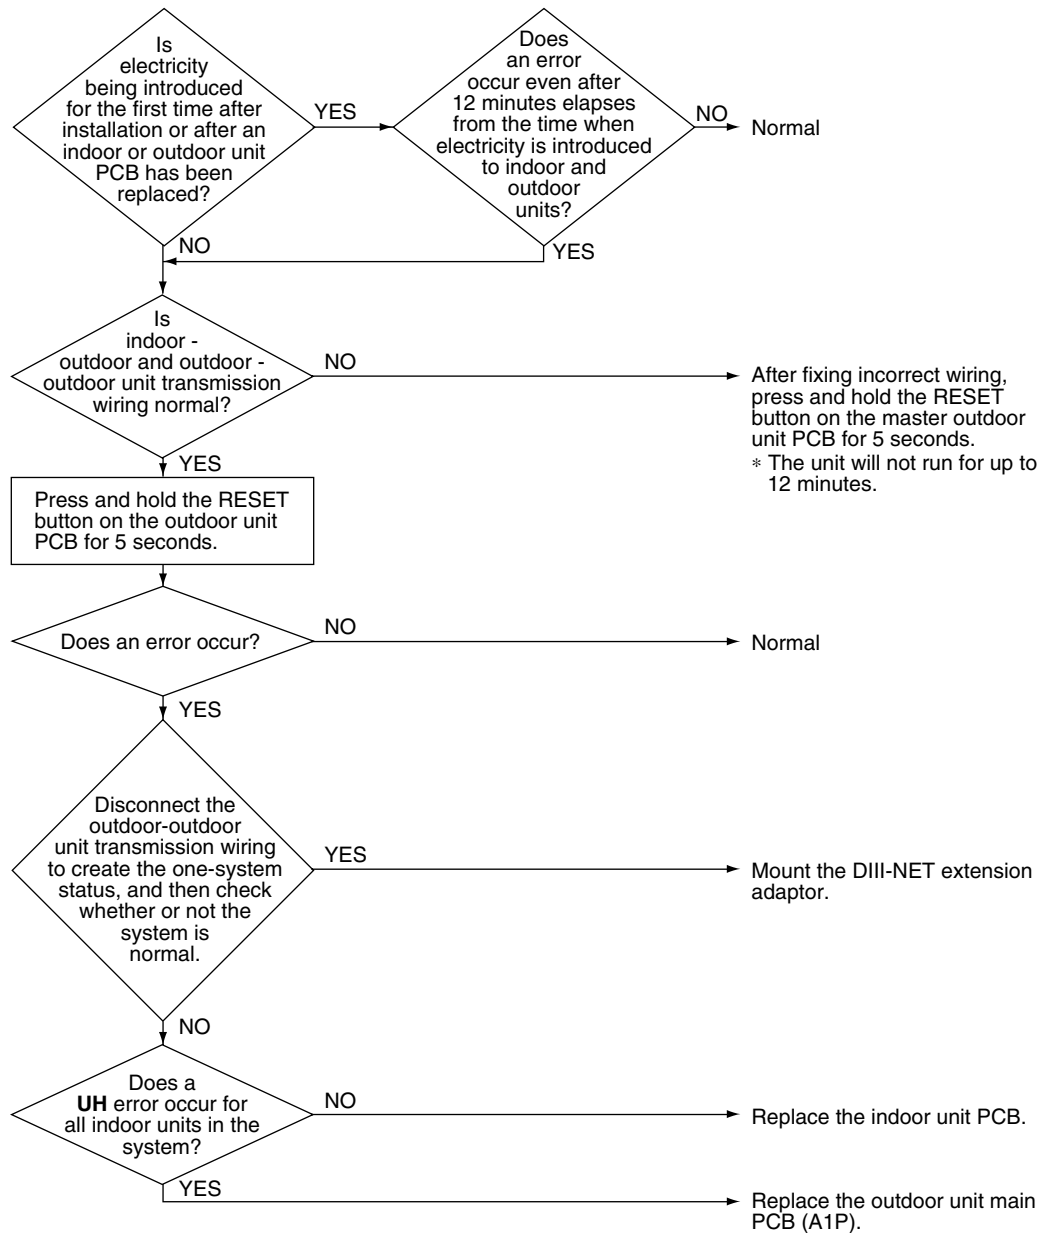 Is
electricity
being introduced
for the first time after
installation or after an
indoor or outdoor unit
PCB has been
replaced?
YES
Does
an error
occur even after
12 minutes elapses
from the time when
electricity is introduced
to indoor and
outdoor
units?
NO
Normal
NO
YES
Is
indoor -
outdoor and outdoor -
outdoor unit transmission
wiring normal?
NO
After fixing incorrect wiring,
press and hold the RESET
button on the master outdoor
unit PCB for 5 seconds.
* The unit will not run for up to
12 minutes.
YES
Press and hold the RESET
button on the outdoor unit
PCB for 5 seconds.
Does an error occur?
NO
Normal
YES
Disconnect the
outdoor-outdoor
unit transmission wiring
to create the one-system
status, and then check
whether or not the
system is
normal.
YES
Mount the DIII-NET extension
adaptor.
NO
Does a
UH error occur for
all indoor units in the
system?
NO
Replace the indoor unit PCB.
YES
Replace the outdoor unit main
PCB (A1P).